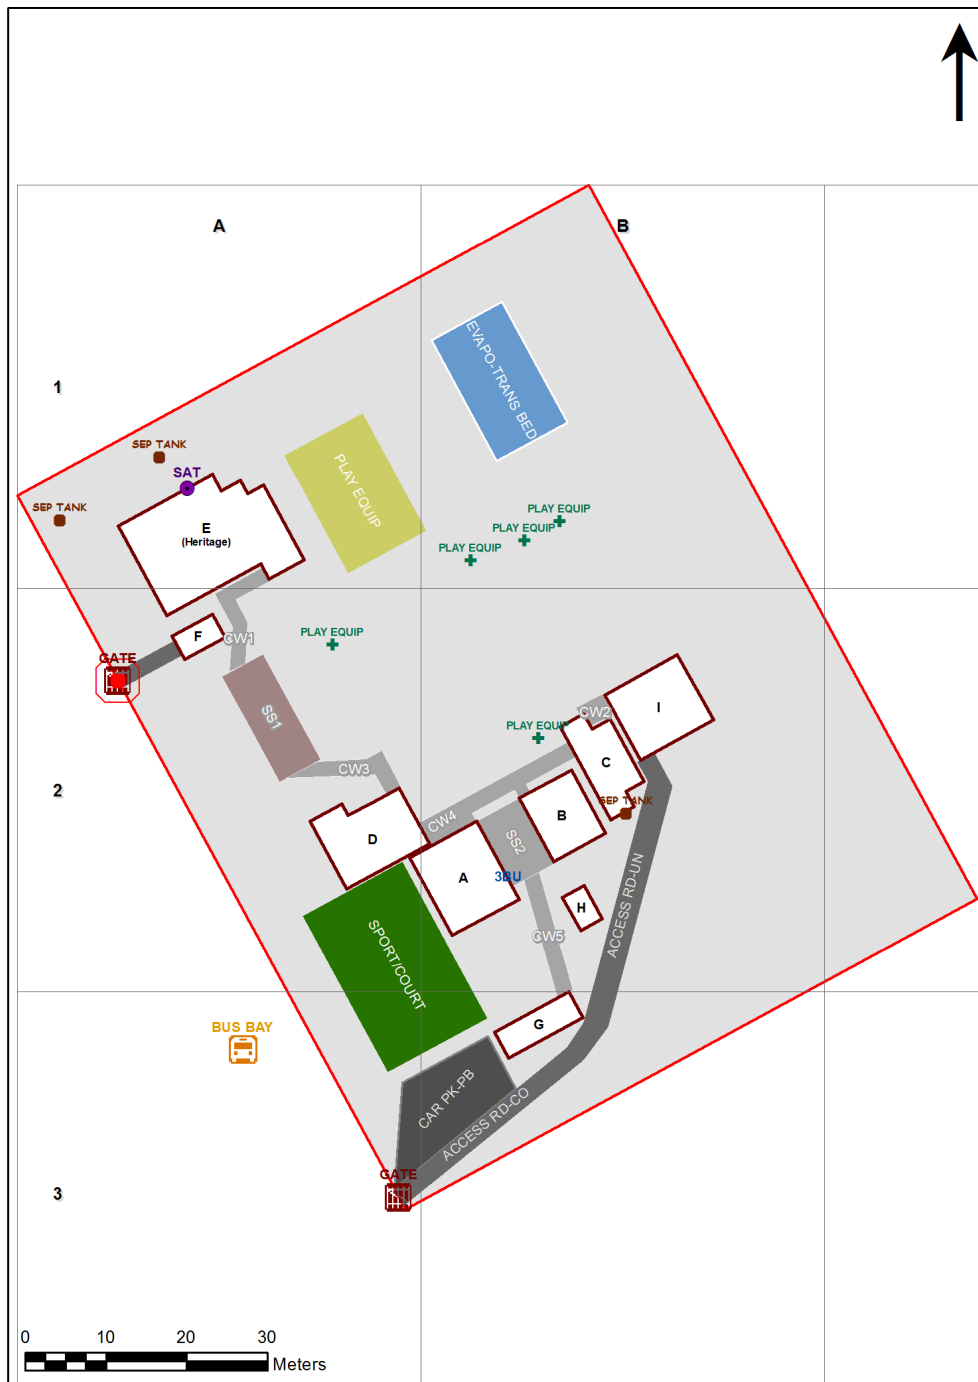 A
B
1
EVAPO-TRANS BED
SEP TANK
PLAY EQUIP
SAT
SEP TANK
PLAY EQUIP
PLAY EQUIP
PLAY EQUIP
E
(Heritage)
F
CW1
PLAY EQUIP
GATE
SS1
I
CW2
PLAY EQUIP
C
CW3
2
SEP TANK
CW4
B
D
SS2
A
3BU
H
ACCESS RD-UN
CW5
SPORT/COURT
G
BUS BAY
CAR PK-PB
ACCESS RD-CO
GATE
3
0 10 20 30
Meters